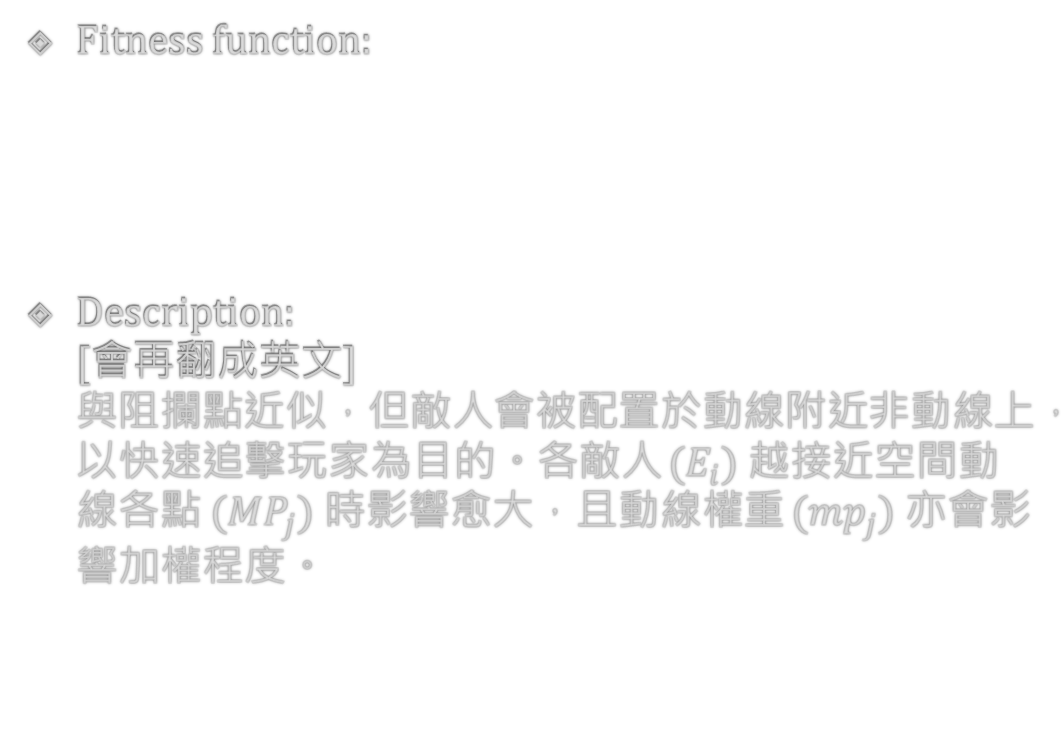 Fitness function:
Description:
[會再翻成英文]
與阻攔點近似，但敵人會被配置於動線附近非動線上，
以快速追擊玩家為目的。各敵人(E_i) 越接近空間動
線各點 (MP_j) 時影響愈大，且動線權重 (mp_j) 亦會影
響加權程度。